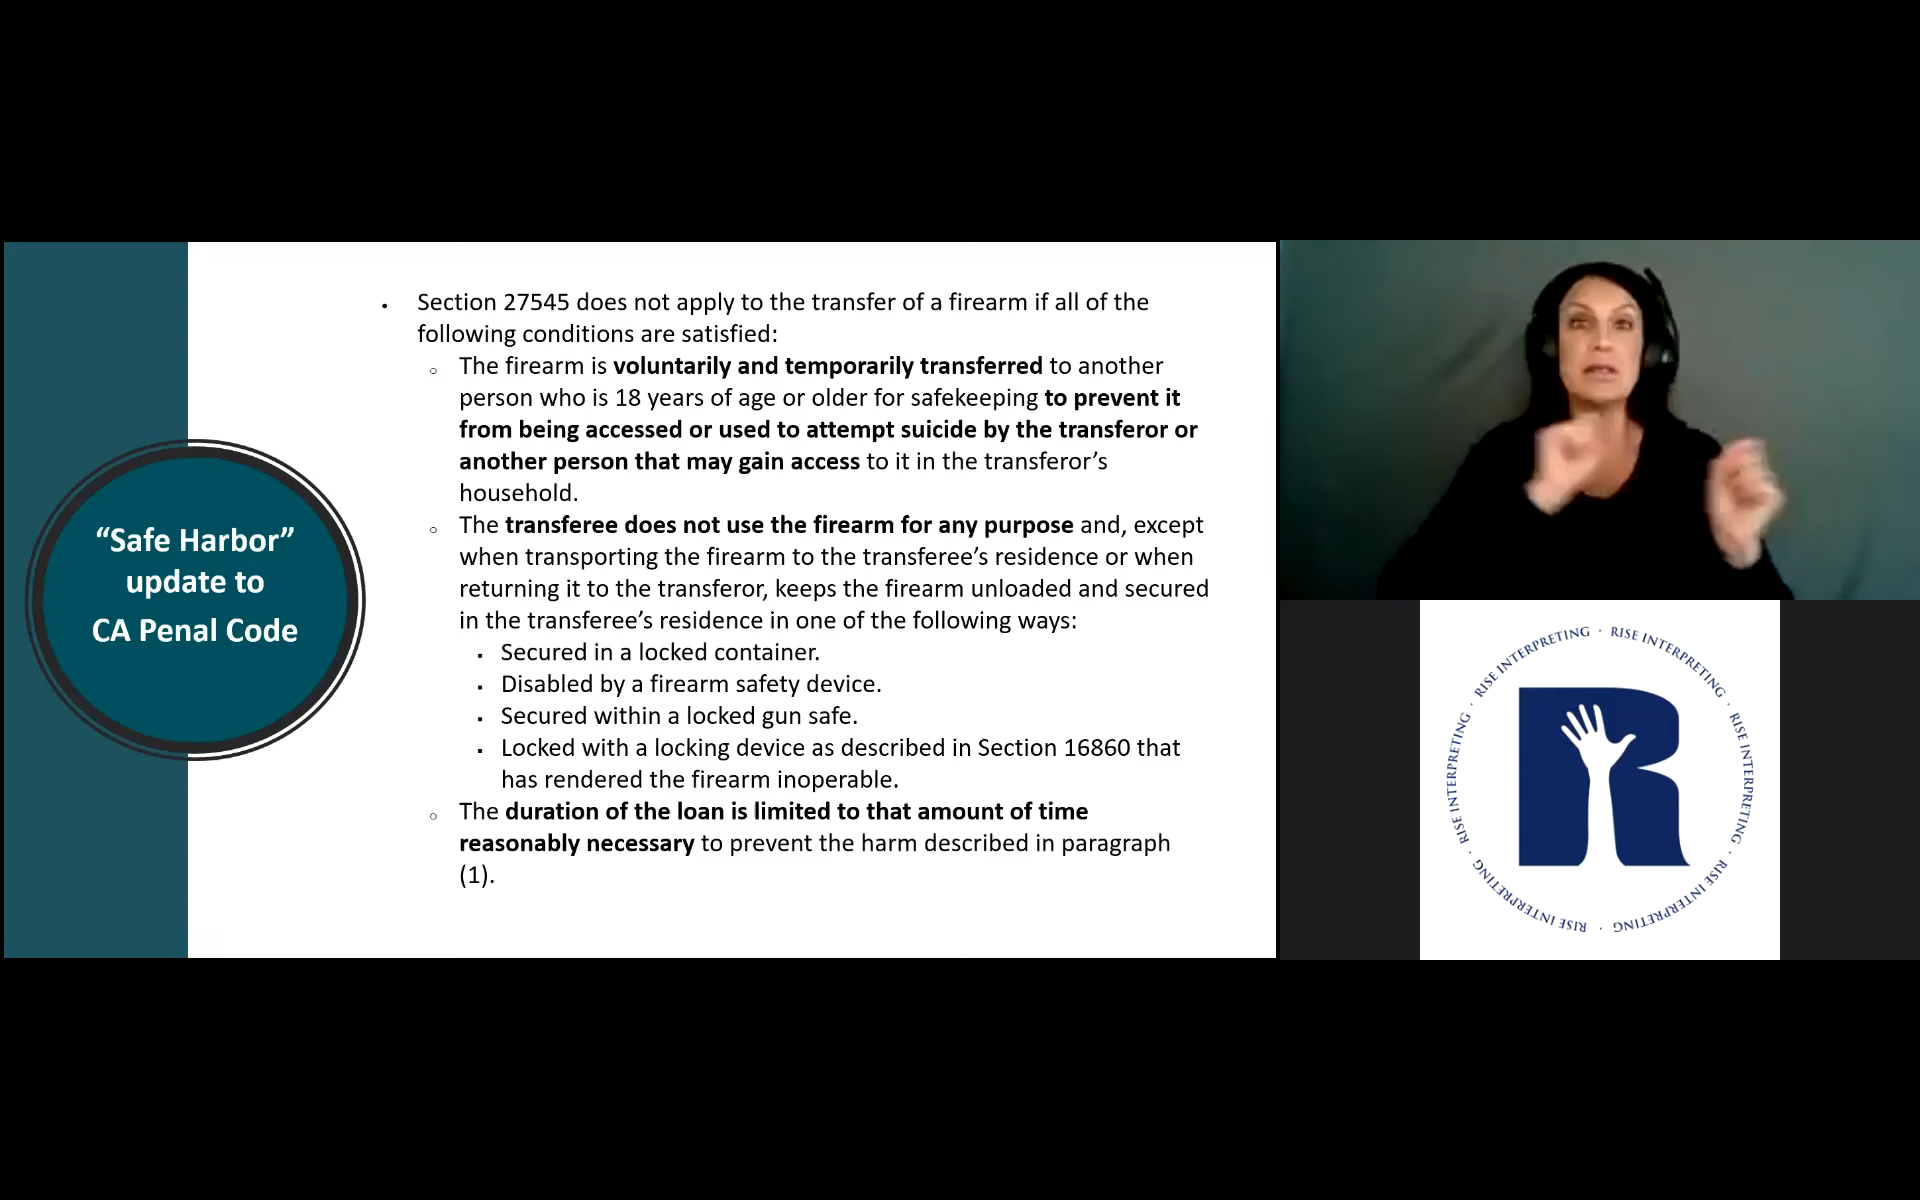 “Safe Harbor”
update to
CA Penal Code
Section 27545 does not apply to the transfer of a firearm if all of the
following conditions are satisfied:
The firearm is voluntarily and temporarily transferred to another
person who is 18 years of age or older for safekeeping to prevent it
from being accessed or used to attempt suicide by the transferor or
another person that may gain access to it in the transferor’s
household.
The transferee does not use the firearm for any purpose and, except
when transporting the firearm to the transferee’s residence or when
returning it to the transferor, keeps the firearm unloaded and secured
in the transferee’s residence in one of the following ways:
Secured in a locked container.
Disabled by a firearm safety device.
Secured within a locked gun safe.
Locked with a locking device as described in Section 16860 that
has rendered the firearm inoperable.
The duration of the loan is limited to that amount of time
reasonably necessary to prevent the harm described in paragraph
(1).
RISE INTERPRETING · RISE INTERPRETING · RISE INTERPRETING · RISE INTERPRETING · RISE INTERPRETING · RISE INTERPRETING · RISE INTERPRETING ·
R